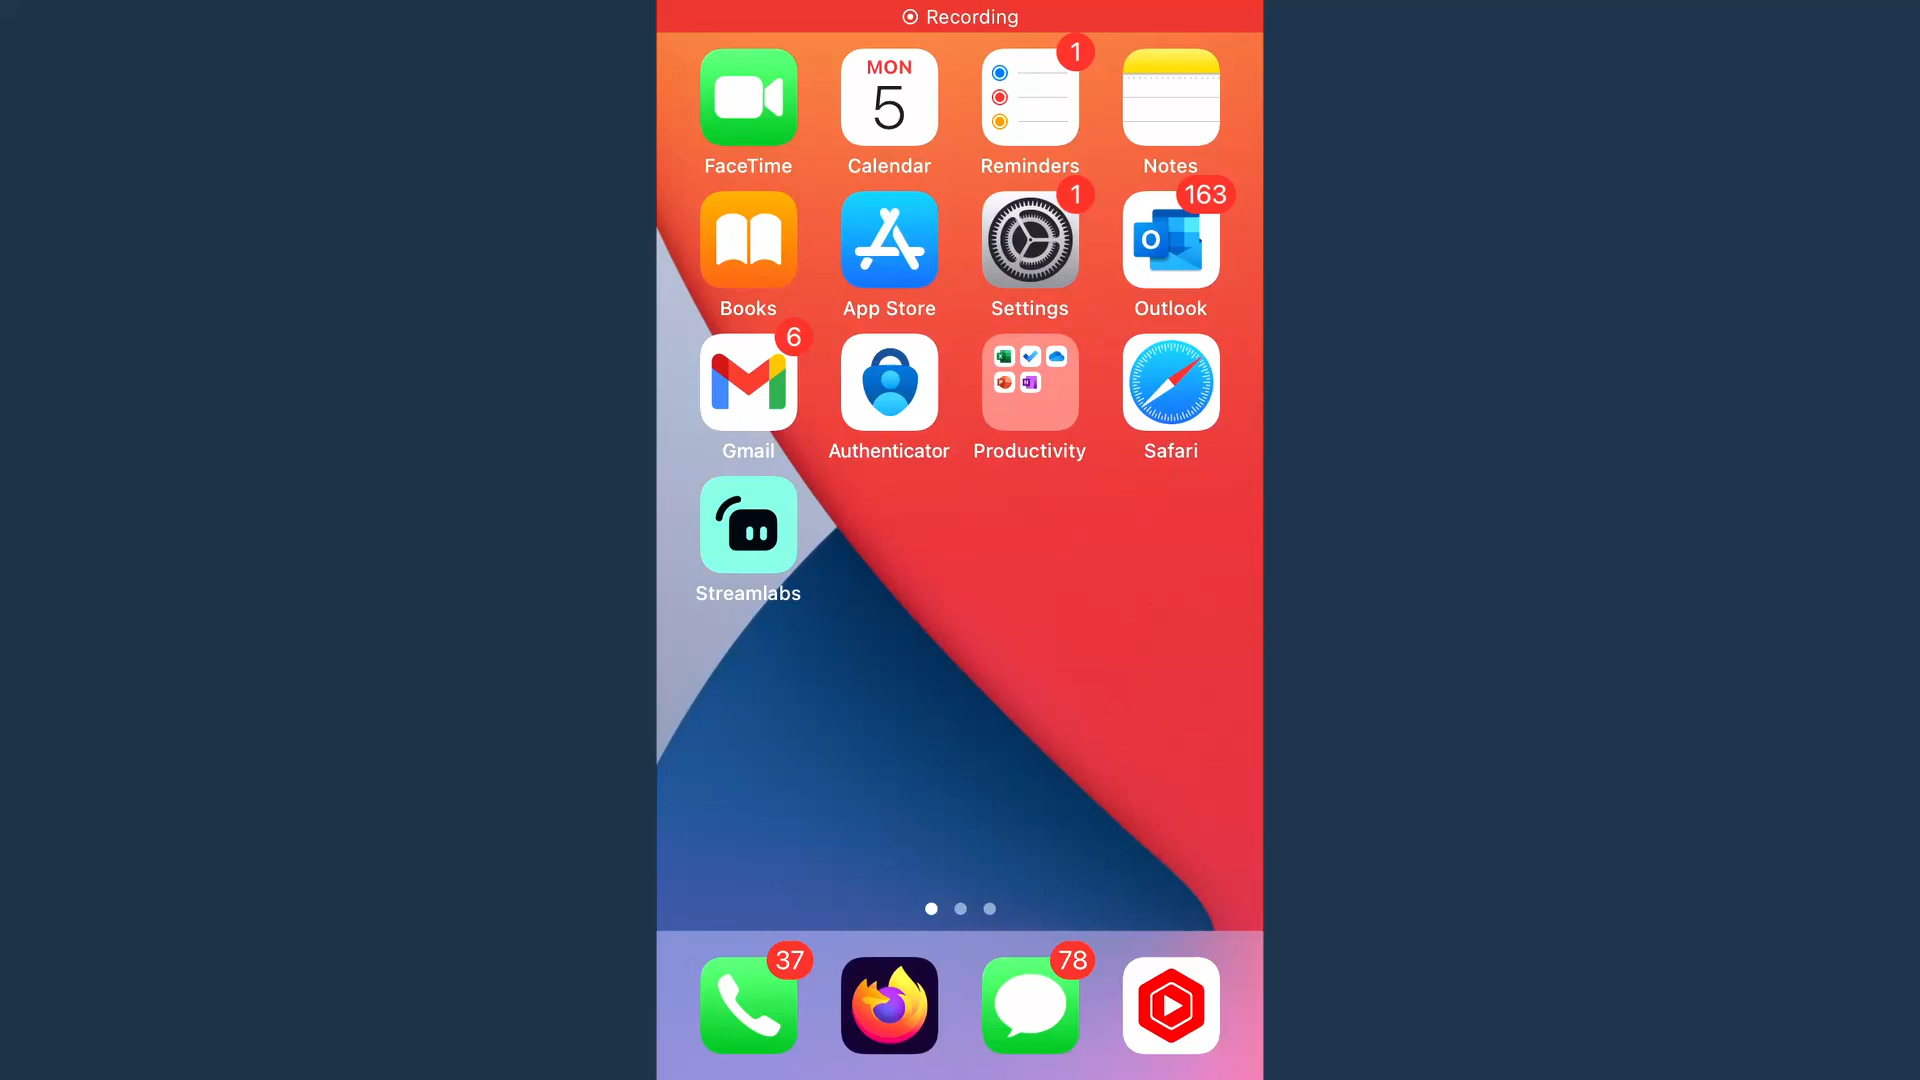 Recording
1
MON
5
FaceTime
Calendar
Reminders
Notes
1
163
O
Books
App Store
Settings
Outlook
6
Gmail
Authenticator
Productivity
Safari
Streamlabs
37
78